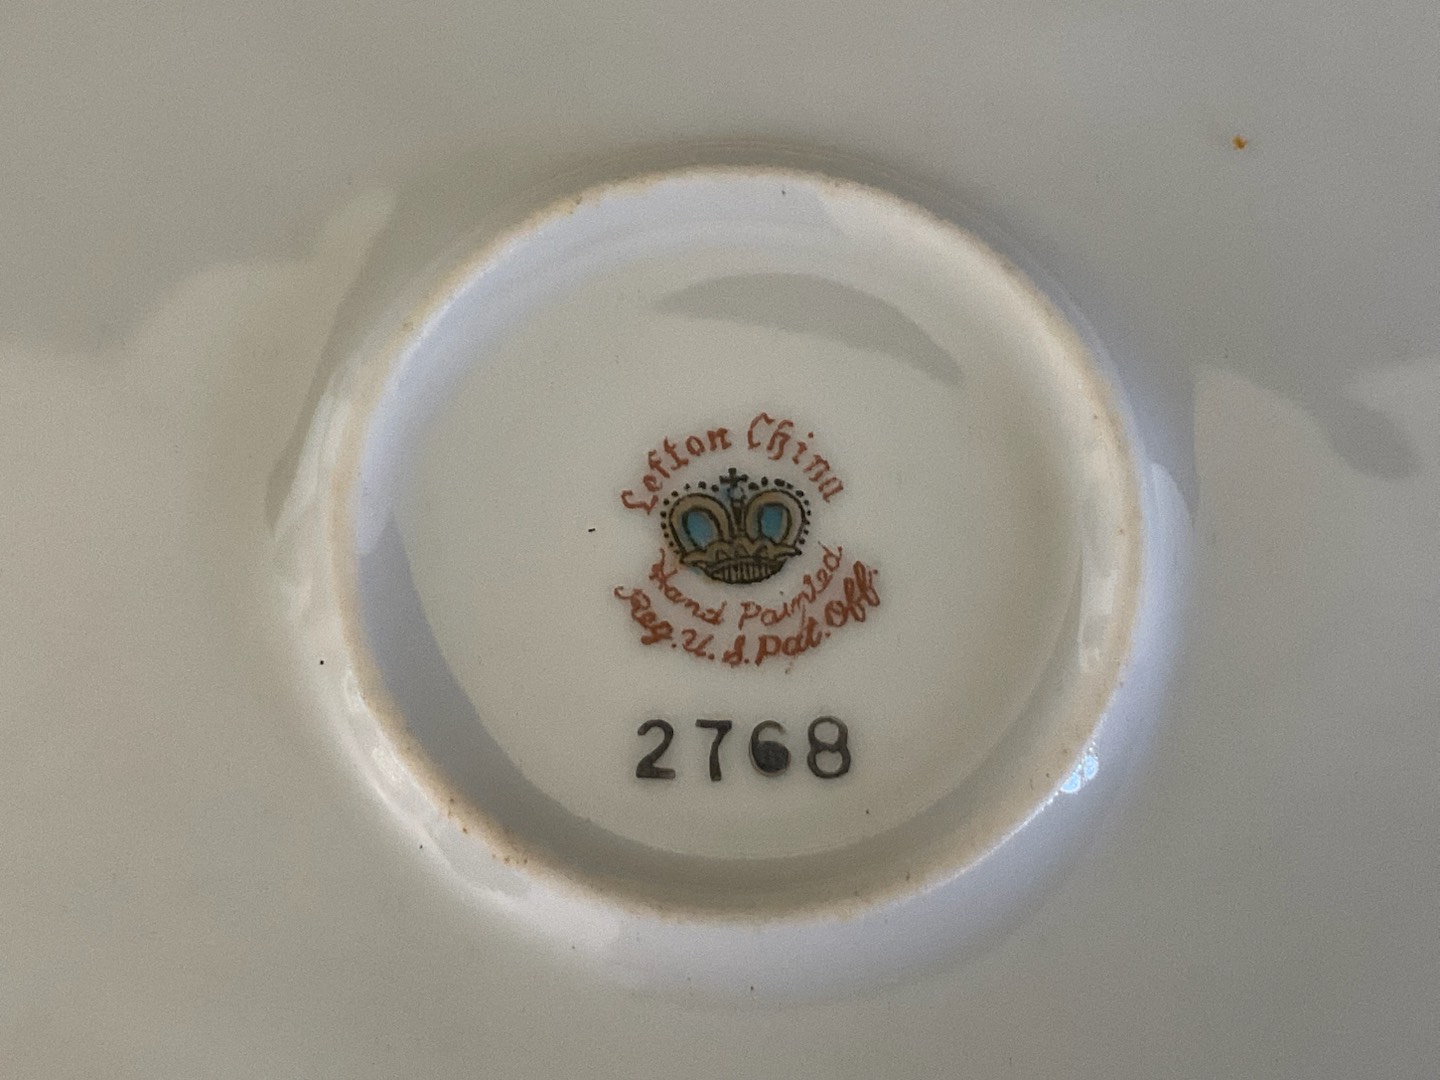 Lefton China
Hand Painted
Reg. U. S. Pat. Off.
2768